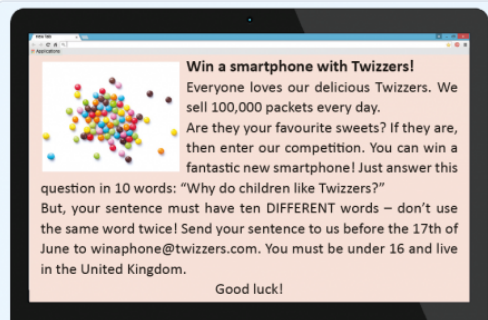 Win a smartphone with Twizzers!
Everyone loves our delicious Twizzers. We
sell 100,000 packets every day.
Are they your favourite sweets? If they are,
then enter our competition. You can win a
fantastic new smartphone! Just answer this
question in 10 words: “Why do children like Twizzers?”
But, your sentence must have ten DIFFERENT words – don’t use
the same word twice! Send your sentence to us before the 17th of
June to winaphone@twizzers.com. You must be under 16 and live
in the United Kingdom.
Good luck!